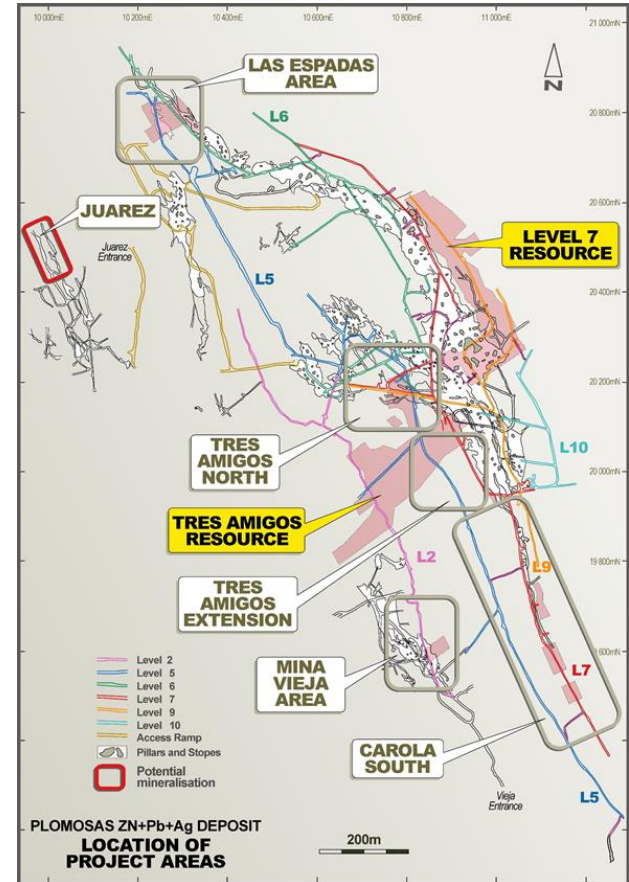 10 000mE
10 200mE
10 400mE
10 600mE
10 800mE
11 000mE
21 000mN
LAS ESPADAS
AREA
N
L6
20 800mN
JUAREZ
20 600mN
LEVEL 7
RESOURCE
Juarez
Entrance
L5
20 400mN
20 200mN
TRES
AMIGOS
NORTH
L10
20 000mN
TRES AMIGOS
RESOURCE
L2
L9
19 800mN
TRES
AMIGOS
EXTENSION
600mN
MINA
VIEJA
AREA
L7
CAROLA
SOUTH
L5
Vieja
Entrance
Level 2
Level 5
Level 6
Level 7
Level 9
Level 10
Access Ramp
Pillars and Stopes
Potential
mineralisation
PLOMOSAS ZN+Pb+Ag DEPOSIT
LOCATION OF
PROJECT AREAS
200m